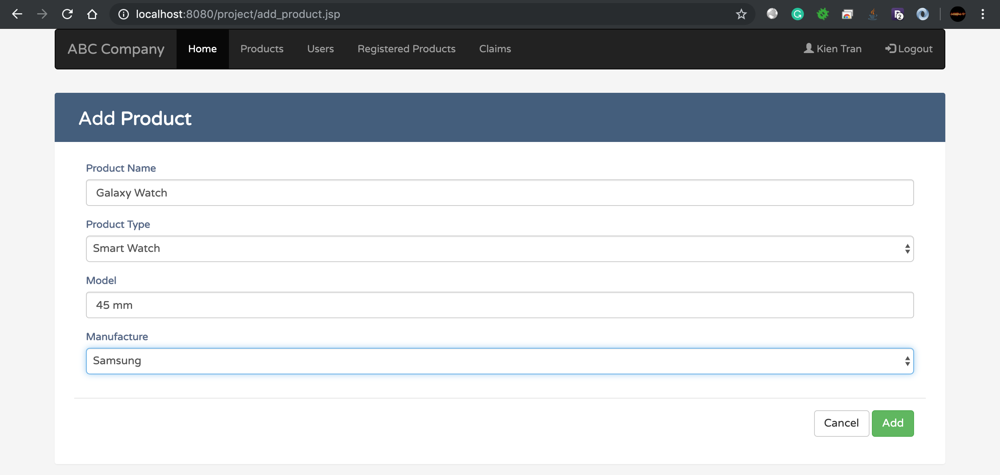 localhost:8080/project/add_product.jsp
2
ABC Company Home Products Users Registered Products Claims Kien Tran Logout
Add Product
Product Name
Galaxy Watch
Product Type
Smart Watch
Model
45 mm
Manufacture
Samsung
Cancel Add